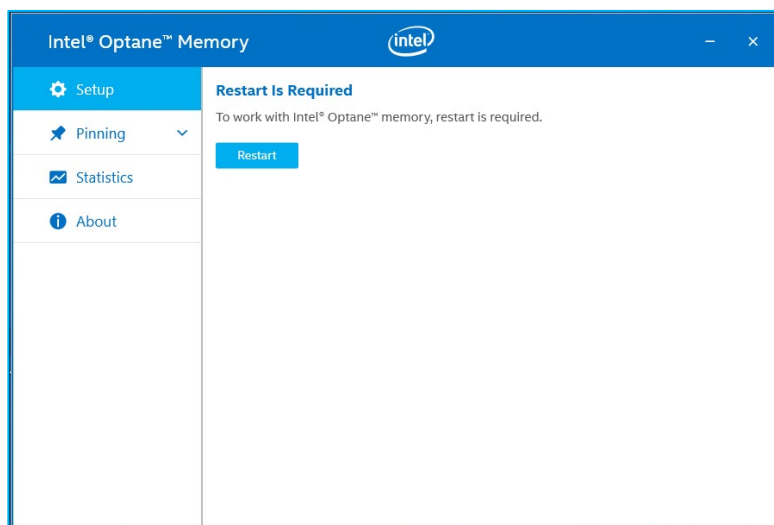 Intel® Optane™ Memory
intel
Setup
Restart Is Required
To work with Intel® Optane™ memory, restart is required.
Pinning
Restart
Statistics
About